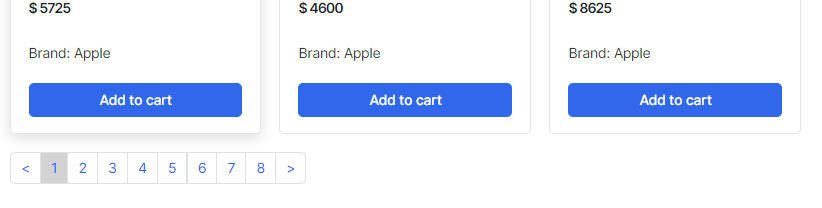 $ 5725 $ 4600 $ 8625
Brand: Apple Brand: Apple Brand: Apple
Add to cart Add to cart Add to cart
< 1 2 3 4 5 6 7 8 >